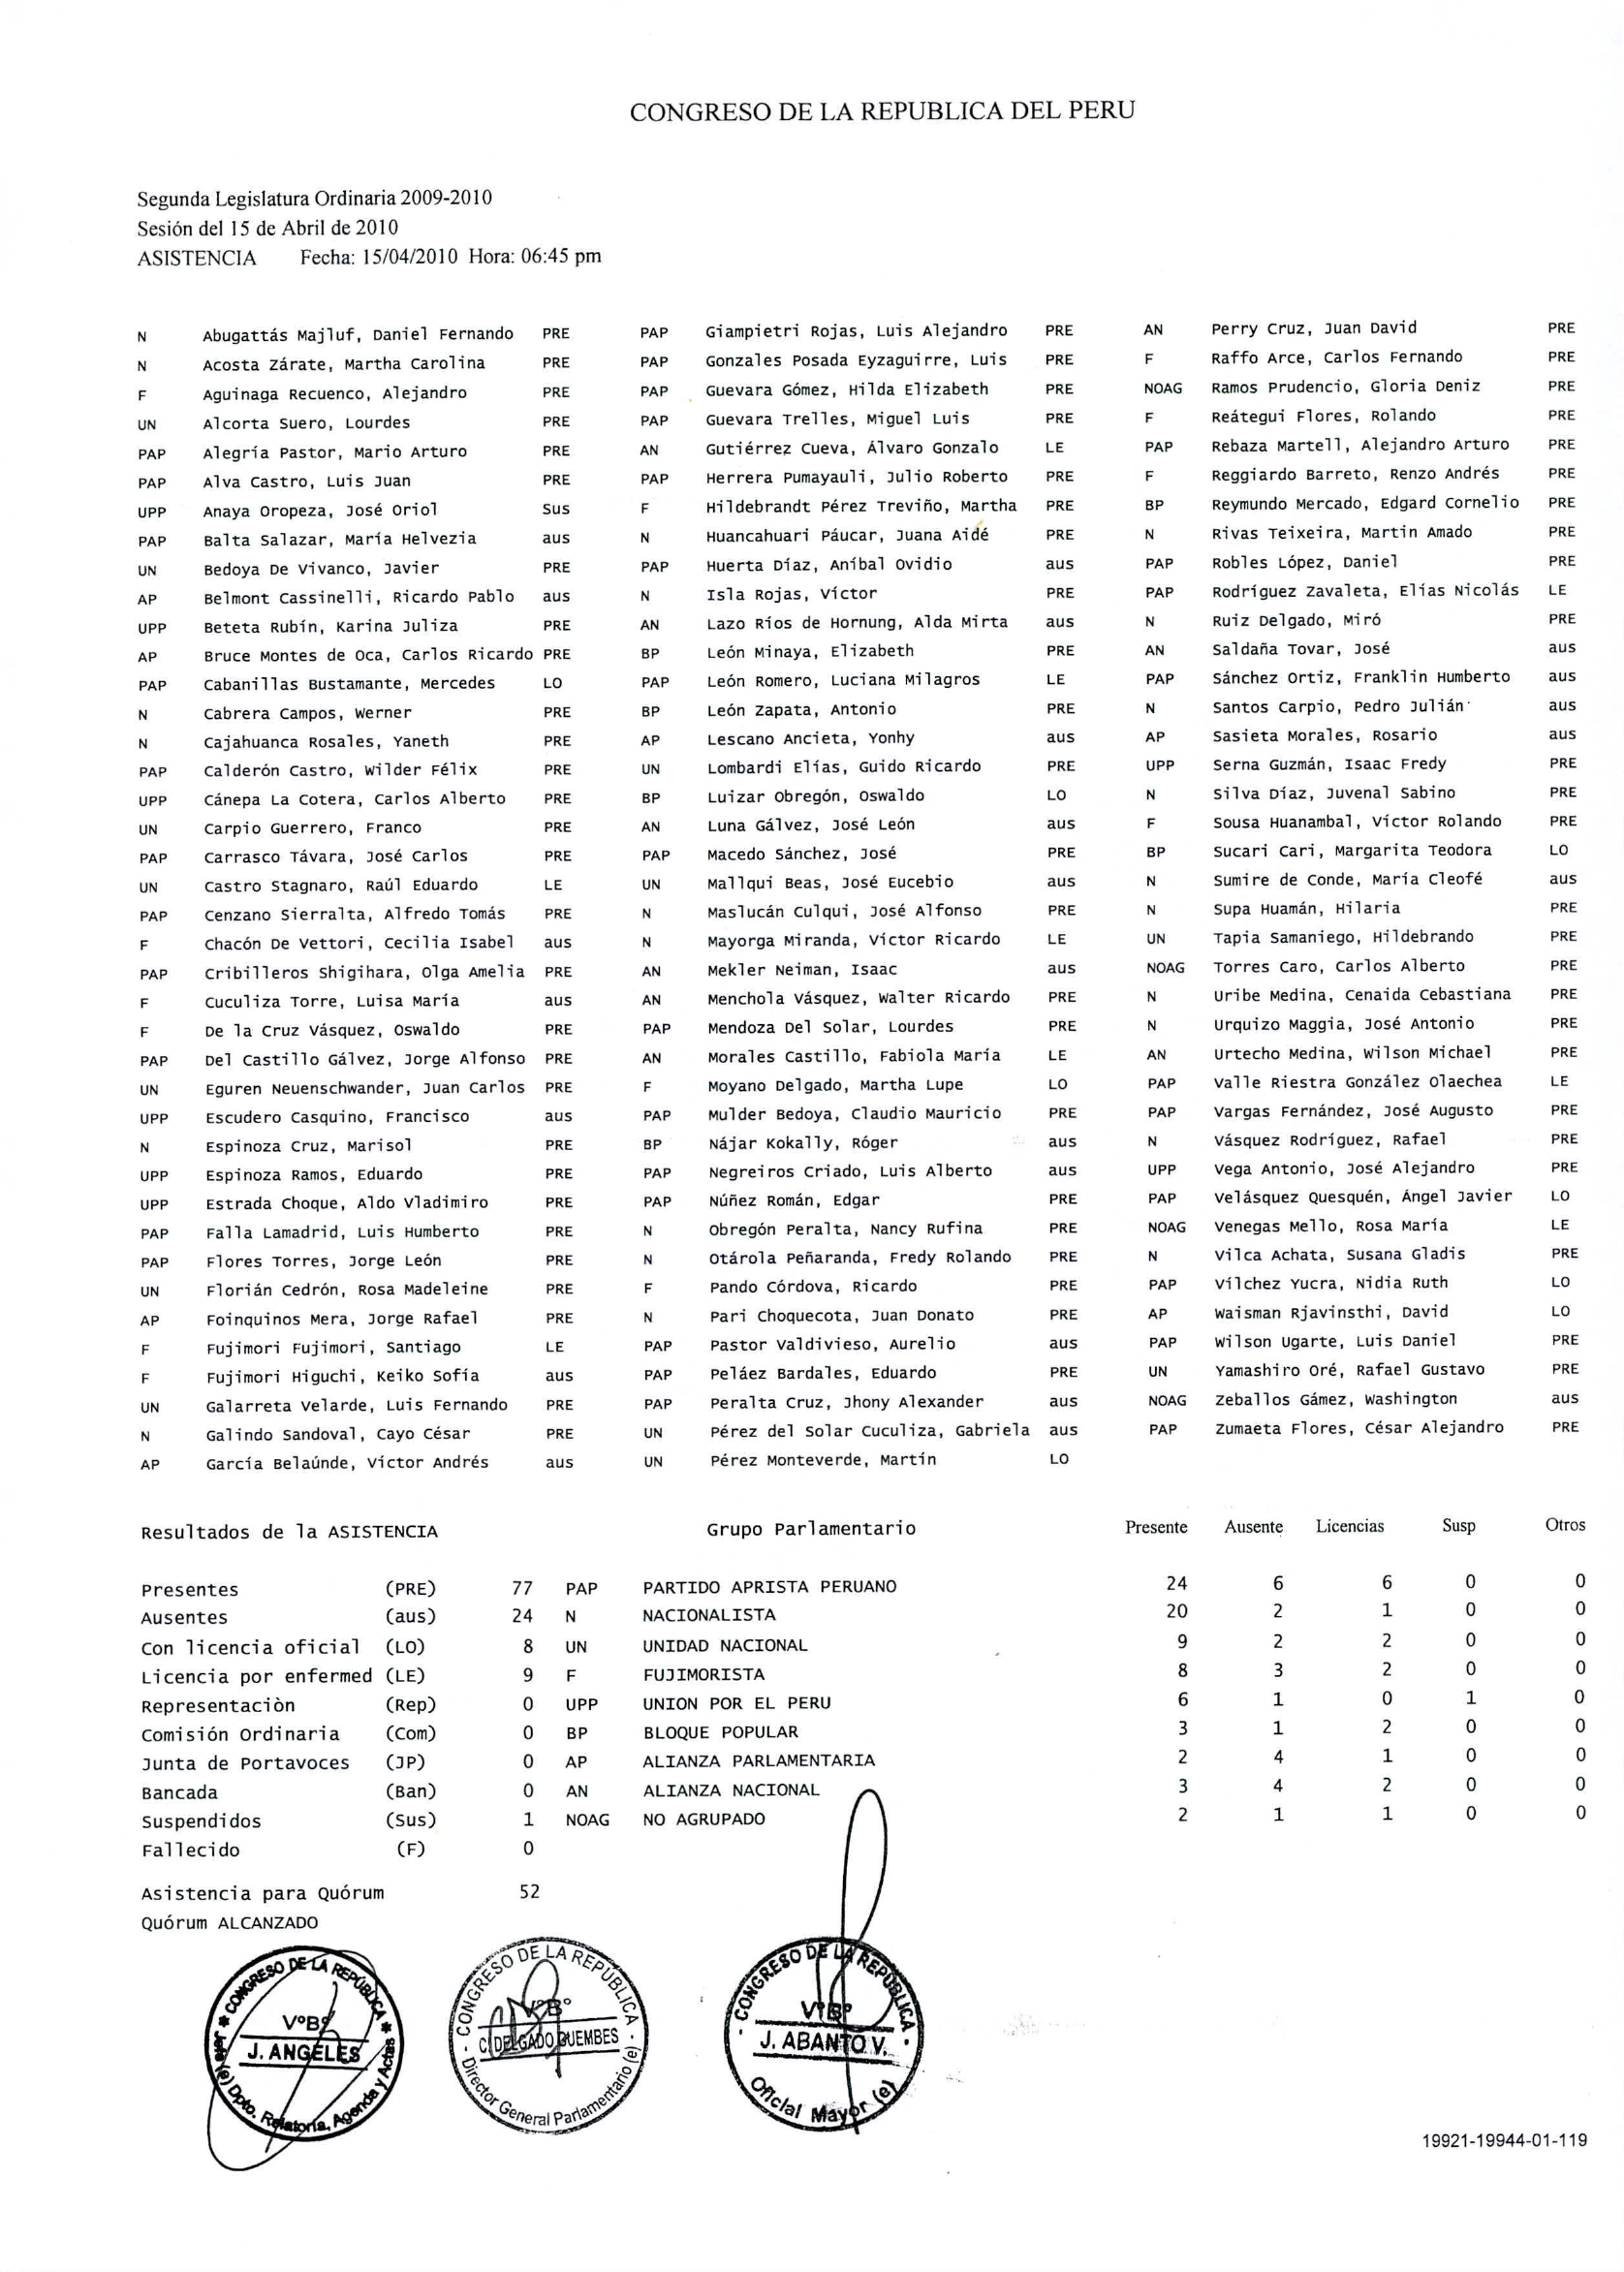 CONGRESO DE LA REPUBLICA DEL PERU
Segunda Legislatura Ordinaria 2009-2010
Sesión del 15 de Abril de 2010
ASISTENCIA Fecha: 15/04/2010 Hora: 06:45 pm
N Abugattás Majluf, Daniel Fernando PRE
N Acosta Zárate, Martha Carolina PRE
F Aguinaga Recuenco, Alejandro PRE
UN Alcorta Suero, Lourdes PRE
PAP Alegría Pastor, Mario Arturo PRE
PAP Alva Castro, Luis Juan PRE
UPP Anaya Oropeza, José Oriol Sus
PAP Balta Salazar, María Helvezia aus
UN Bedoya De Vivanco, Javier PRE
AP Belmont Cassinelli, Ricardo Pablo aus
UPP Beteta Rubín, Karina Juliza PRE
AP Bruce Montes de Oca, Carlos Ricardo PRE
PAP Cabanillas Bustamante, Mercedes LO
N Cabrera Campos, Werner PRE
N Cajahuanca Rosales, Yaneth PRE
PAP Calderón Castro, Wilder Félix PRE
UPP Cánepa La Cotera, Carlos Alberto PRE
UN Carpio Guerrero, Franco PRE
PAP Carrasco Távara, José Carlos PRE
UN Castro Stagnaro, Raúl Eduardo LE
PAP Cenzano Sierralta, Alfredo Tomás PRE
F Chacón De Vettori, Cecilia Isabel aus
PAP Cribilleros Shigihara, Olga Amelia PRE
F Cuculiza Torre, Luisa María aus
F De la Cruz Vásquez, Oswaldo PRE
PAP Del Castillo Gálvez, Jorge Alfonso PRE
UN Eguren Neuenschwander, Juan Carlos PRE
UPP Escudero Casquino, Francisco aus
N Espinoza Cruz, Marisol PRE
UPP Espinoza Ramos, Eduardo PRE
UPP Estrada Choque, Aldo Vladimiro PRE
PAP Falla Lamadrid, Luis Humberto PRE
PAP Flores Torres, Jorge León PRE
UN Florián Cedrón, Rosa Madeleine PRE
AP Foinquinos Mera, Jorge Rafael PRE
F Fujimori Fujimori, Santiago LE
F Fujimori Higuchi, Keiko Sofía aus
UN Galarreta Velarde, Luis Fernando PRE
N Galindo Sandoval, Cayo César PRE
AP García Belaúnde, Víctor Andrés aus
PAP Giampietri Rojas, Luis Alejandro PRE
PAP Gonzales Posada Eyzaguirre, Luis PRE
PAP Guevara Gómez, Hilda Elizabeth PRE
PAP Guevara Trelles, Miguel Luis PRE
AN Gutiérrez Cueva, Álvaro Gonzalo LE
PAP Herrera Pumayauli, Julio Roberto PRE
F Hildebrandt Pérez Treviño, Martha PRE
N Huancahuari Páucar, Juana Aidé PRE
PAP Huerta Díaz, Aníbal Ovidio aus
N Isla Rojas, Víctor PRE
AN Lazo Ríos de Hornung, Alda Mirta aus
BP León Minaya, Elizabeth PRE
PAP León Romero, Luciana Milagros LE
BP León Zapata, Antonio PRE
AP Lescano Ancieta, Yonhy aus
UN Lombardi Elías, Guido Ricardo PRE
BP Luizar Obregón, Oswaldo LO
AN Luna Gálvez, José León aus
PAP Macedo Sánchez, José PRE
UN Mallqui Beas, José Eucebio aus
N Maslucán Culqui, José Alfonso PRE
N Mayorga Miranda, Víctor Ricardo LE
AN Mekler Neiman, Isaac aus
AN Menchola Vásquez, Walter Ricardo PRE
PAP Mendoza Del Solar, Lourdes PRE
AN Morales Castillo, Fabiola María LE
F Moyano Delgado, Martha Lupe LO
PAP Mulder Bedoya, Claudio Mauricio PRE
BP Nájar Kokally, Róger aus
PAP Negreiros Criado, Luis Alberto aus
PAP Núñez Román, Edgar PRE
N Obregón Peralta, Nancy Rufina PRE
N Otárola Peñaranda, Fredy Rolando PRE
F Pando Córdova, Ricardo PRE
N Pari Choquecota, Juan Donato PRE
PAP Pastor Valdivieso, Aurelio aus
PAP Peláez Bardales, Eduardo PRE
PAP Peralta Cruz, Jhony Alexander aus
UN Pérez del Solar Cuculiza, Gabriela aus
UN Pérez Monteverde, Martín LO
AN Perry Cruz, Juan David PRE
F Raffo Arce, Carlos Fernando PRE
NOAG Ramos Prudencio, Gloria Deniz PRE
F Reátegui Flores, Rolando PRE
PAP Rebaza Martell, Alejandro Arturo PRE
F Reggiardo Barreto, Renzo Andrés PRE
BP Reymundo Mercado, Edgard Cornelio PRE
N Rivas Teixeira, Martin Amado PRE
PAP Robles López, Daniel PRE
PAP Rodríguez Zavaleta, Elías Nicolás LE
N Ruiz Delgado, Miró PRE
AN Saldaña Tovar, José aus
PAP Sánchez Ortiz, Franklin Humberto aus
N Santos Carpio, Pedro Julián aus
AP Sasieta Morales, Rosario aus
UPP Serna Guzmán, Isaac Fredy PRE
N Silva Díaz, Juvenal Sabino PRE
F Sousa Huanambal, Víctor Rolando PRE
BP Sucari Cari, Margarita Teodora LO
N Sumire de Conde, María Cleofé aus
N Supa Huamán, Hilaria PRE
UN Tapia Samaniego, Hildebrando PRE
NOAG Torres Caro, Carlos Alberto PRE
N Uribe Medina, Cenaida Cebastiana PRE
N Urquizo Maggia, José Antonio PRE
AN Urtecho Medina, Wilson Michael PRE
PAP Valle Riestra González Olaechea LE
PAP Vargas Fernández, José Augusto PRE
N Vásquez Rodríguez, Rafael PRE
UPP Vega Antonio, José Alejandro PRE
PAP Velásquez Quesquén, Ángel Javier LO
NOAG Venegas Mello, Rosa María LE
N Vilca Achata, Susana Gladis PRE
PAP Vílchez Yucra, Nidia Ruth LO
AP Waisman Rjavinsthi, David LO
PAP Wilson Ugarte, Luis Daniel PRE
UN Yamashiro Oré, Rafael Gustavo PRE
NOAG Zeballos Gámez, Washington aus
PAP Zumaeta Flores, César Alejandro PRE
Resultados de la ASISTENCIA Grupo Parlamentario Presente Ausente Licencias Susp Otros
Presentes (PRE) 77 PAP PARTIDO APRISTA PERUANO 24 6 6 0 0
Ausentes (aus) 24 N NACIONALISTA 20 2 1 0 0
Con licencia oficial (LO) 8 UN UNIDAD NACIONAL 9 2 2 0 0
Licencia por enfermed (LE) 9 F FUJIMORISTA 8 3 2 0 0
Representaciòn (Rep) 0 UPP UNION POR EL PERU 6 1 0 1 0
Comisión Ordinaria (Com) 0 BP BLOQUE POPULAR 3 1 2 0 0
Junta de Portavoces (JP) 0 AP ALIANZA PARLAMENTARIA 2 4 1 0 0
Bancada (Ban) 0 AN ALIANZA NACIONAL 3 4 2 0 0
Suspendidos (Sus) 1 NOAG NO AGRUPADO 2 1 1 0 0
Fallecido (F) 0
Asistencia para Quórum 52
Quórum ALCANZADO
CONGRESO DE LA REPÚBLICA
V°B°
J. ANGELES
Jefe (e) Dpto. Relatoria, Agenda y Actas
CONGRESO DE LA REPÚBLICA
V°B°
C. DELGADO GUEMBES
Director General Parlamentario (e)
CONGRESO DE LA REPUBLICA
V°B°
J. ABANTO V.
Oficial Mayor (e)
19921-19944-01-119